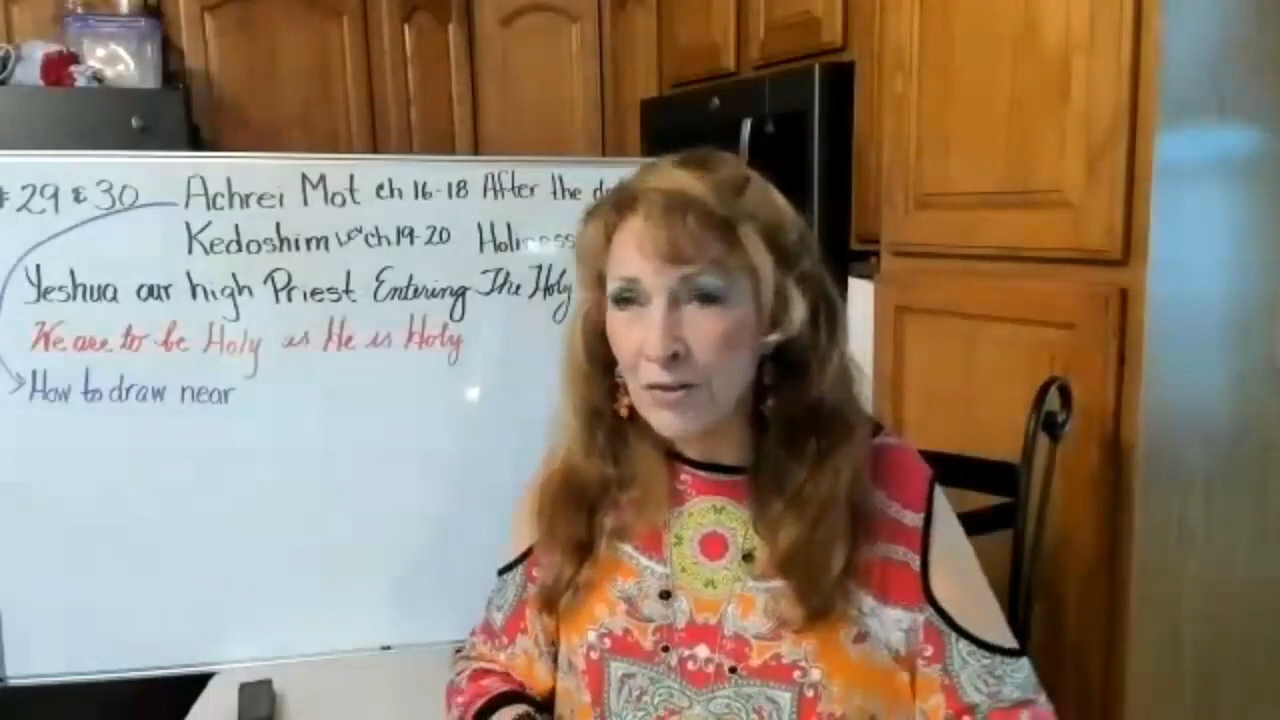 #29 & 30 Achrei Mot ch 16-18 After the
Kedoshim Lev ch 19-20 Holiness
Yeshua our high Priest Entering The Holy
We are to be Holy as He is Holy
How to draw near